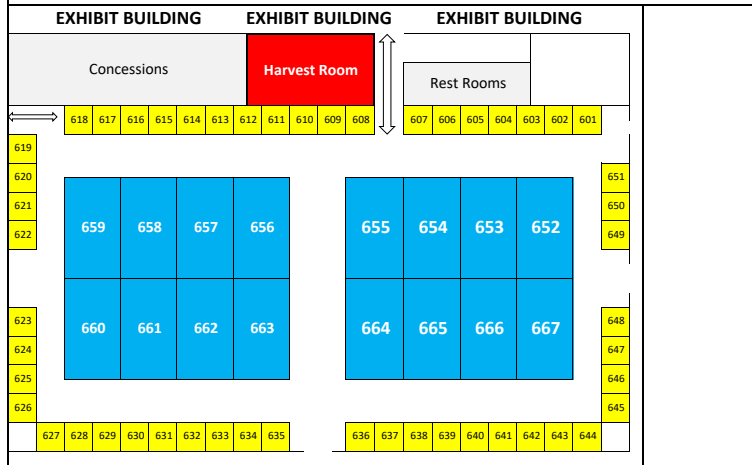 EXHIBIT BUILDING EXHIBIT BUILDING EXHIBIT BUILDING
Concessions Harvest Room Rest Rooms
618 617 616 615 614 613 612 611 610 609 608 607 606 605 604 603 602 601
619
620 651
621 650
622 649
659 658 657 656 655 654 653 652
660 661 662 663 664 665 666 667
623 648
624 647
625 646
626 645
627 628 629 630 631 632 633 634 635 636 637 638 639 640 641 642 643 644